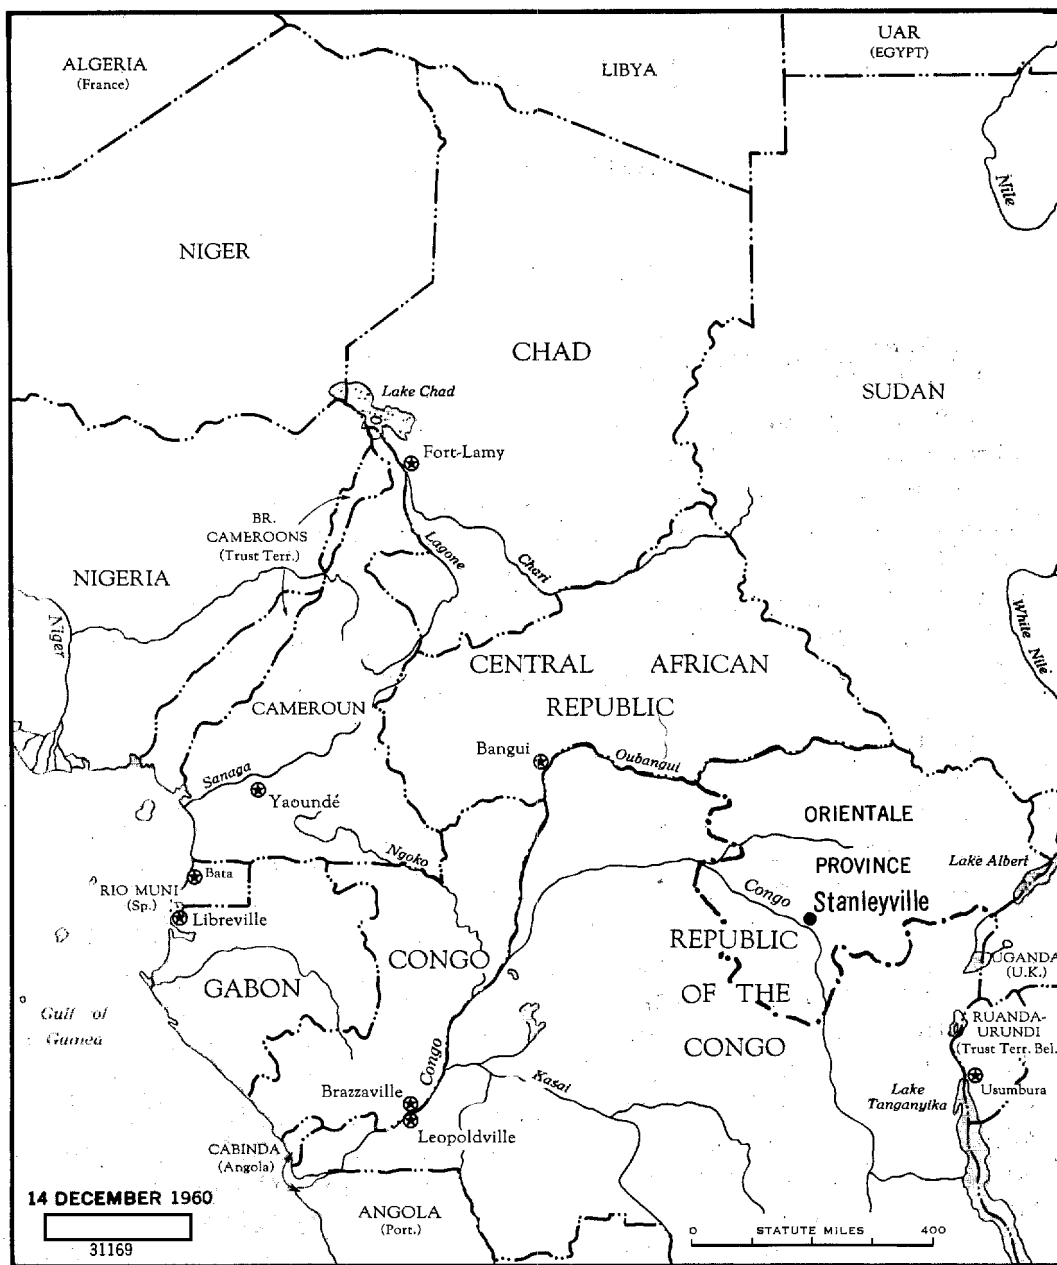 ALGERIA
(France)
LIBYA
UAR
(EGYPT)
Nile
NIGER
CHAD
SUDAN
Lake Chad
Fort-Lamy
BR.
CAMEROONS
(Trust Terr.)
Lagone
Chari
NIGERIA
Niger
White Nile
CENTRAL AFRICAN
REPUBLIC
CAMEROUN
Bangui
Oubangui
Sanaga
Yaoundé
ORIENTALE
PROVINCE
Ngoko
Lake Albert
Bata
RIO MUNI
(Sp.)
Libreville
Congo
Stanleyville
REPUBLIC
OF THE
CONGO
CONGO
GABON
UGANDA
(U.K.)
Gulf of
Guinea
RUANDA-
URUNDI
(Trust Terr. Bel.)
Usumbura
Congo
Kasai
Lake
Tanganyika
Brazzaville
Leopoldville
CABINDA
(Angola)
14 DECEMBER 1960
31169
ANGOLA
(Port.)
0 STATUTE MILES 400